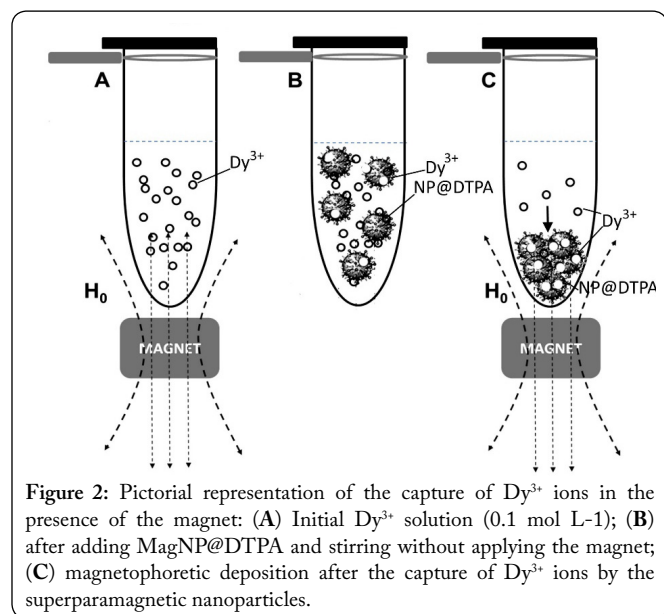 A
B
C
Dy³⁺
Dy³⁺
NP@DTPA
Dy³⁺
NP@DTPA
H₀
H₀
MAGNET
MAGNET
Figure 2: Pictorial representation of the capture of Dy³⁺ ions in the
presence of the magnet: (A) Initial Dy³⁺ solution (0.1 mol L-1); (B)
after adding MagNP@DTPA and stirring without applying the magnet;
(C) magnetophoretic deposition after the capture of Dy³⁺ ions by the
superparamagnetic nanoparticles.